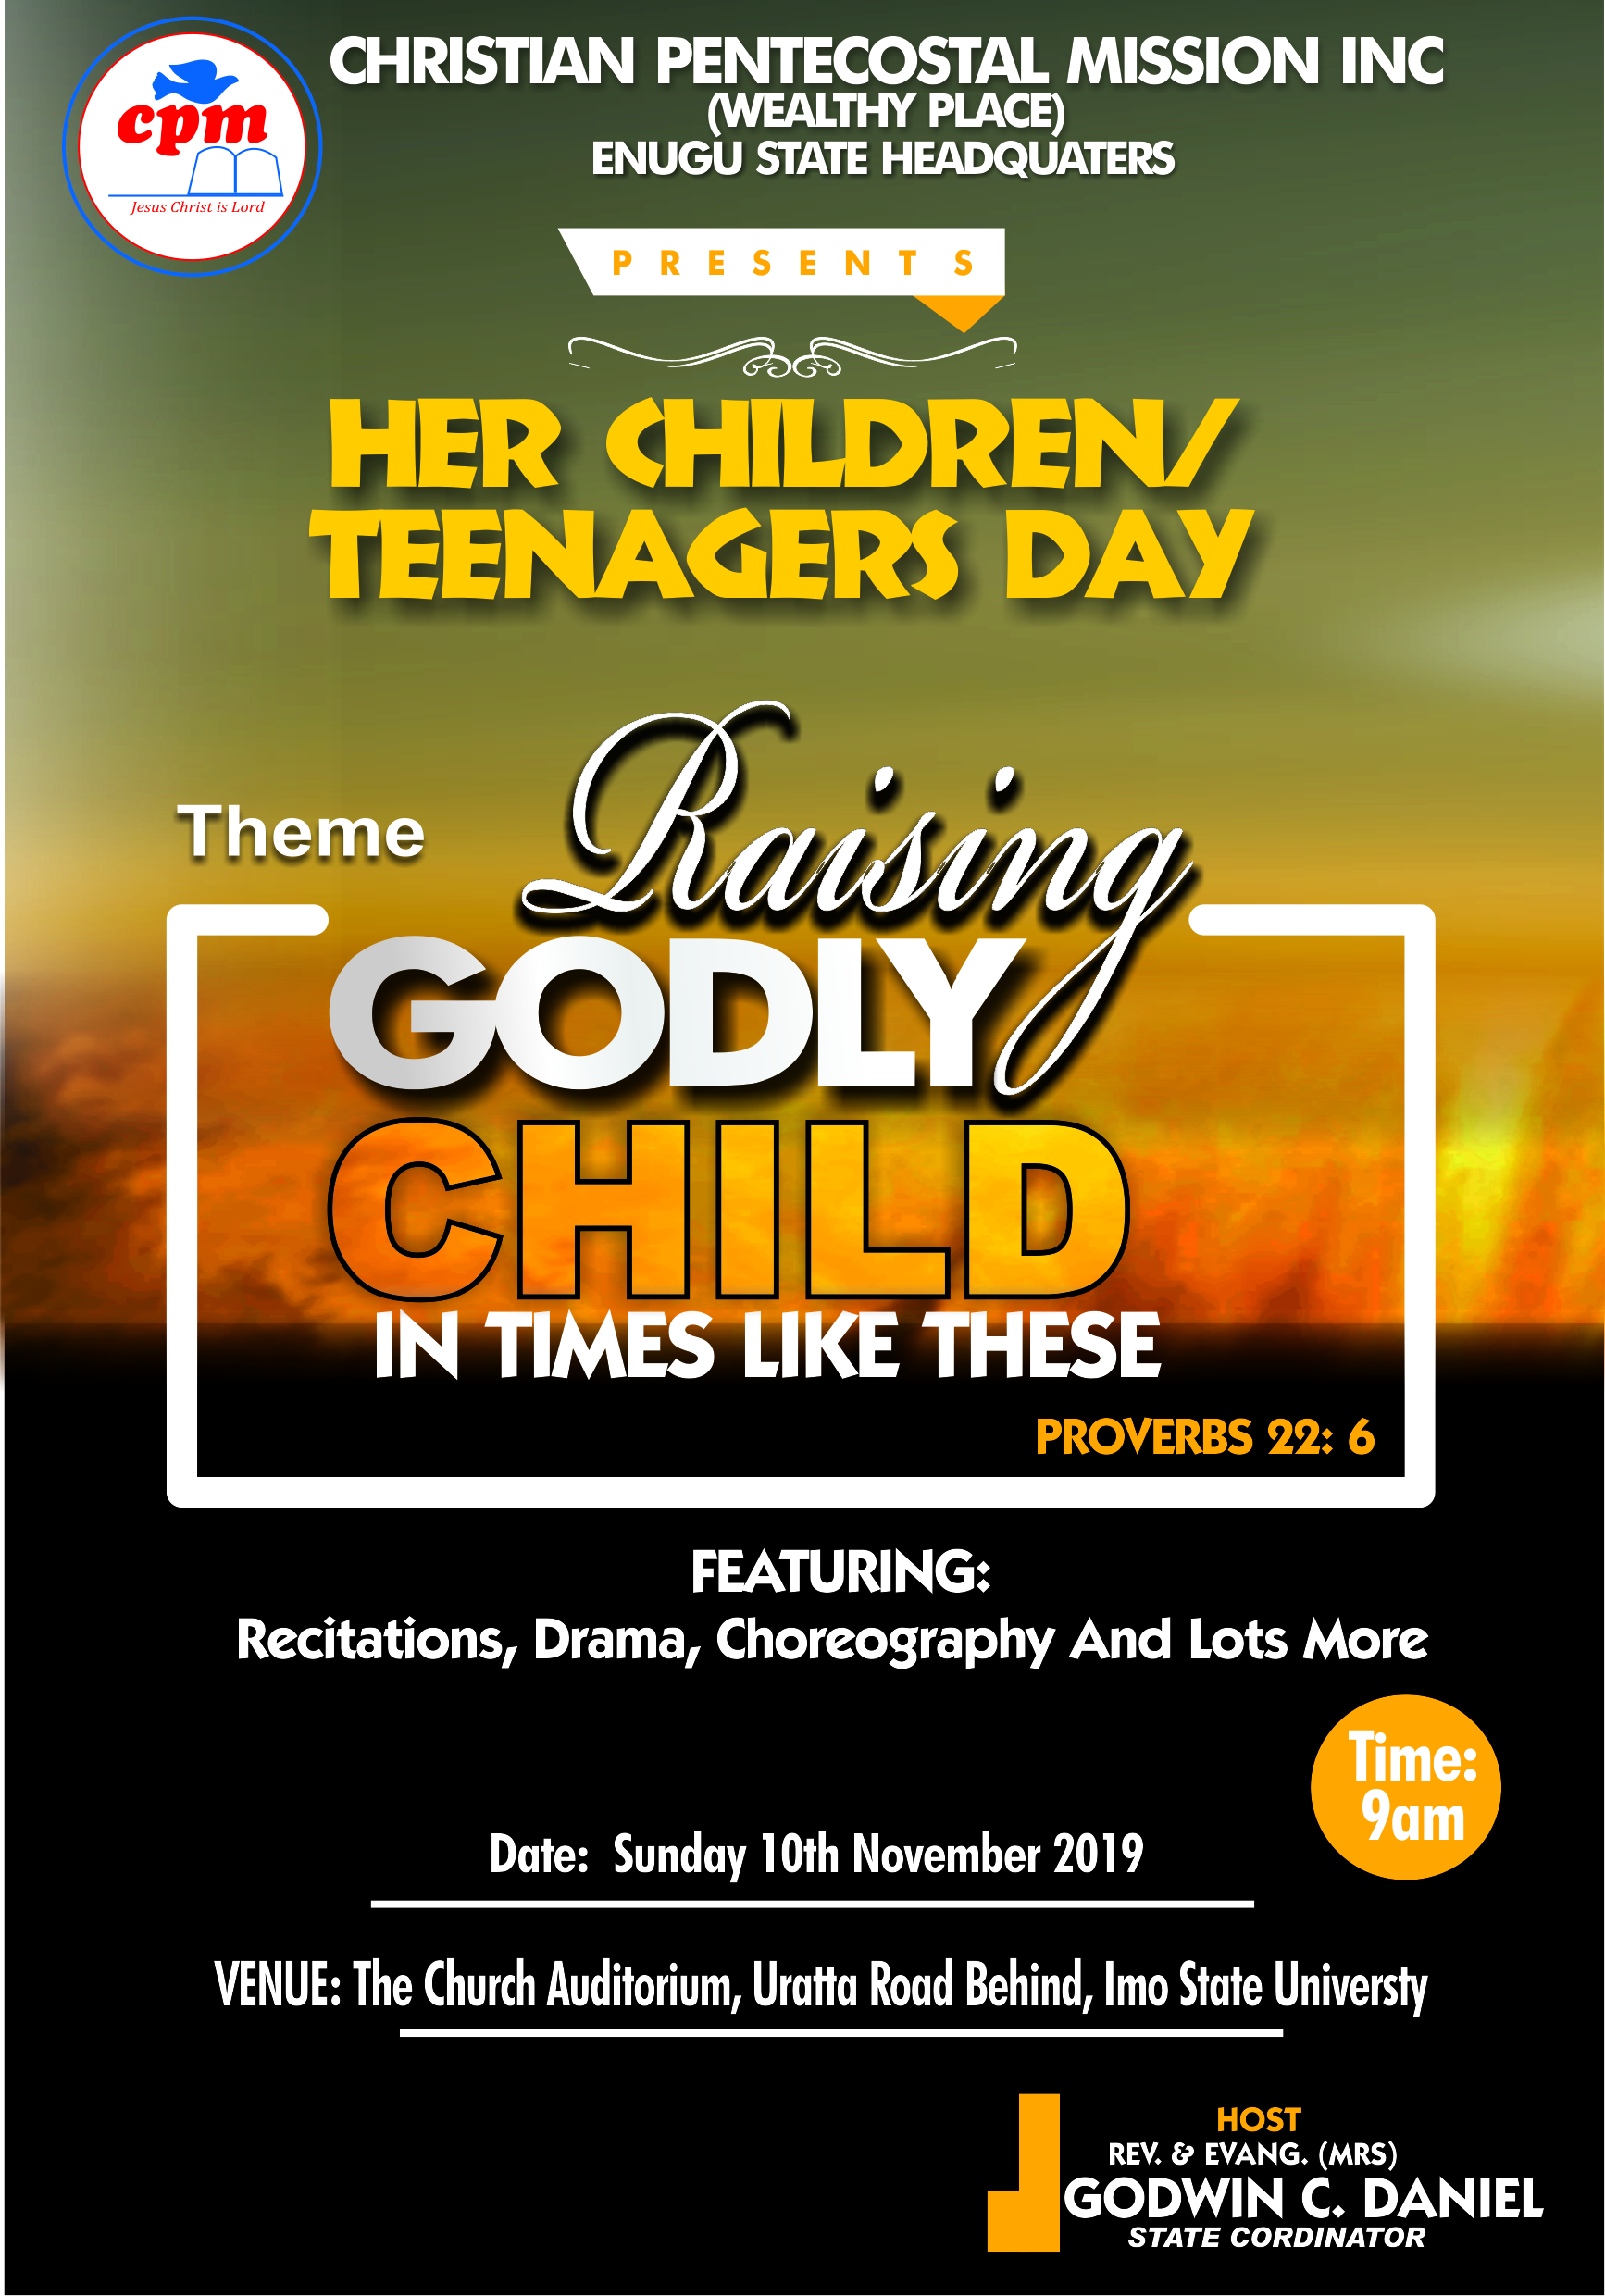 cpm
Jesus Christ is Lord
CHRISTIAN PENTECOSTAL MISSION INC
(WEALTHY PLACE)
ENUGU STATE HEADQUATERS
PRESENTS
HER CHILDREN/
TEENAGERS DAY
Theme
Raising
GODLY
CHILD
IN TIMES LIKE THESE
PROVERBS 22: 6
FEATURING:
Recitations, Drama, Choreography And Lots More
Time:
9am
Date: Sunday 10th November 2019
VENUE: The Church Auditorium, Uratta Road Behind, Imo State Universty
HOST
REV. & EVANG. (MRS)
GODWIN C. DANIEL
STATE CORDINATOR